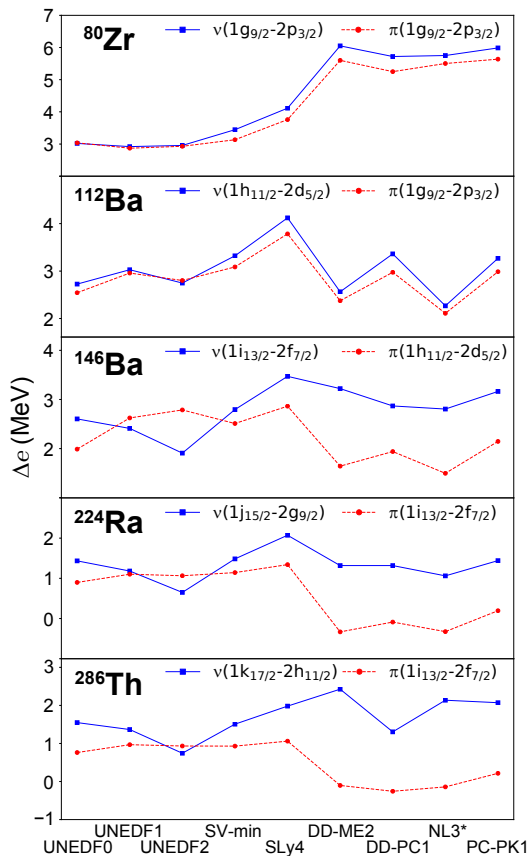 ⁸⁰Zr
ν(1g₉/₂-2p₃/₂) π(1g₉/₂-2p₃/₂)
7
6
5
4
3
¹¹²Ba
ν(1h₁₁/₂-2d₅/₂) π(1g₉/₂-2p₃/₂)
4
3
2
¹⁴⁶Ba
ν(1i₁₃/₂-2f₇/₂) π(1h₁₁/₂-2d₅/₂)
3
2
Δe (MeV)
²²⁴Ra
ν(1j₁₅/₂-2g₉/₂) π(1i₁₃/₂-2f₇/₂)
2
1
0
²⁸⁶Th
ν(1k₁₇/₂-2h₁₁/₂) π(1i₁₃/₂-2f₇/₂)
3
2
1
0
−1
UNEDF1 SV-min DD-ME2 NL3*
UNEDF0 UNEDF2 SLy4 DD-PC1 PC-PK1